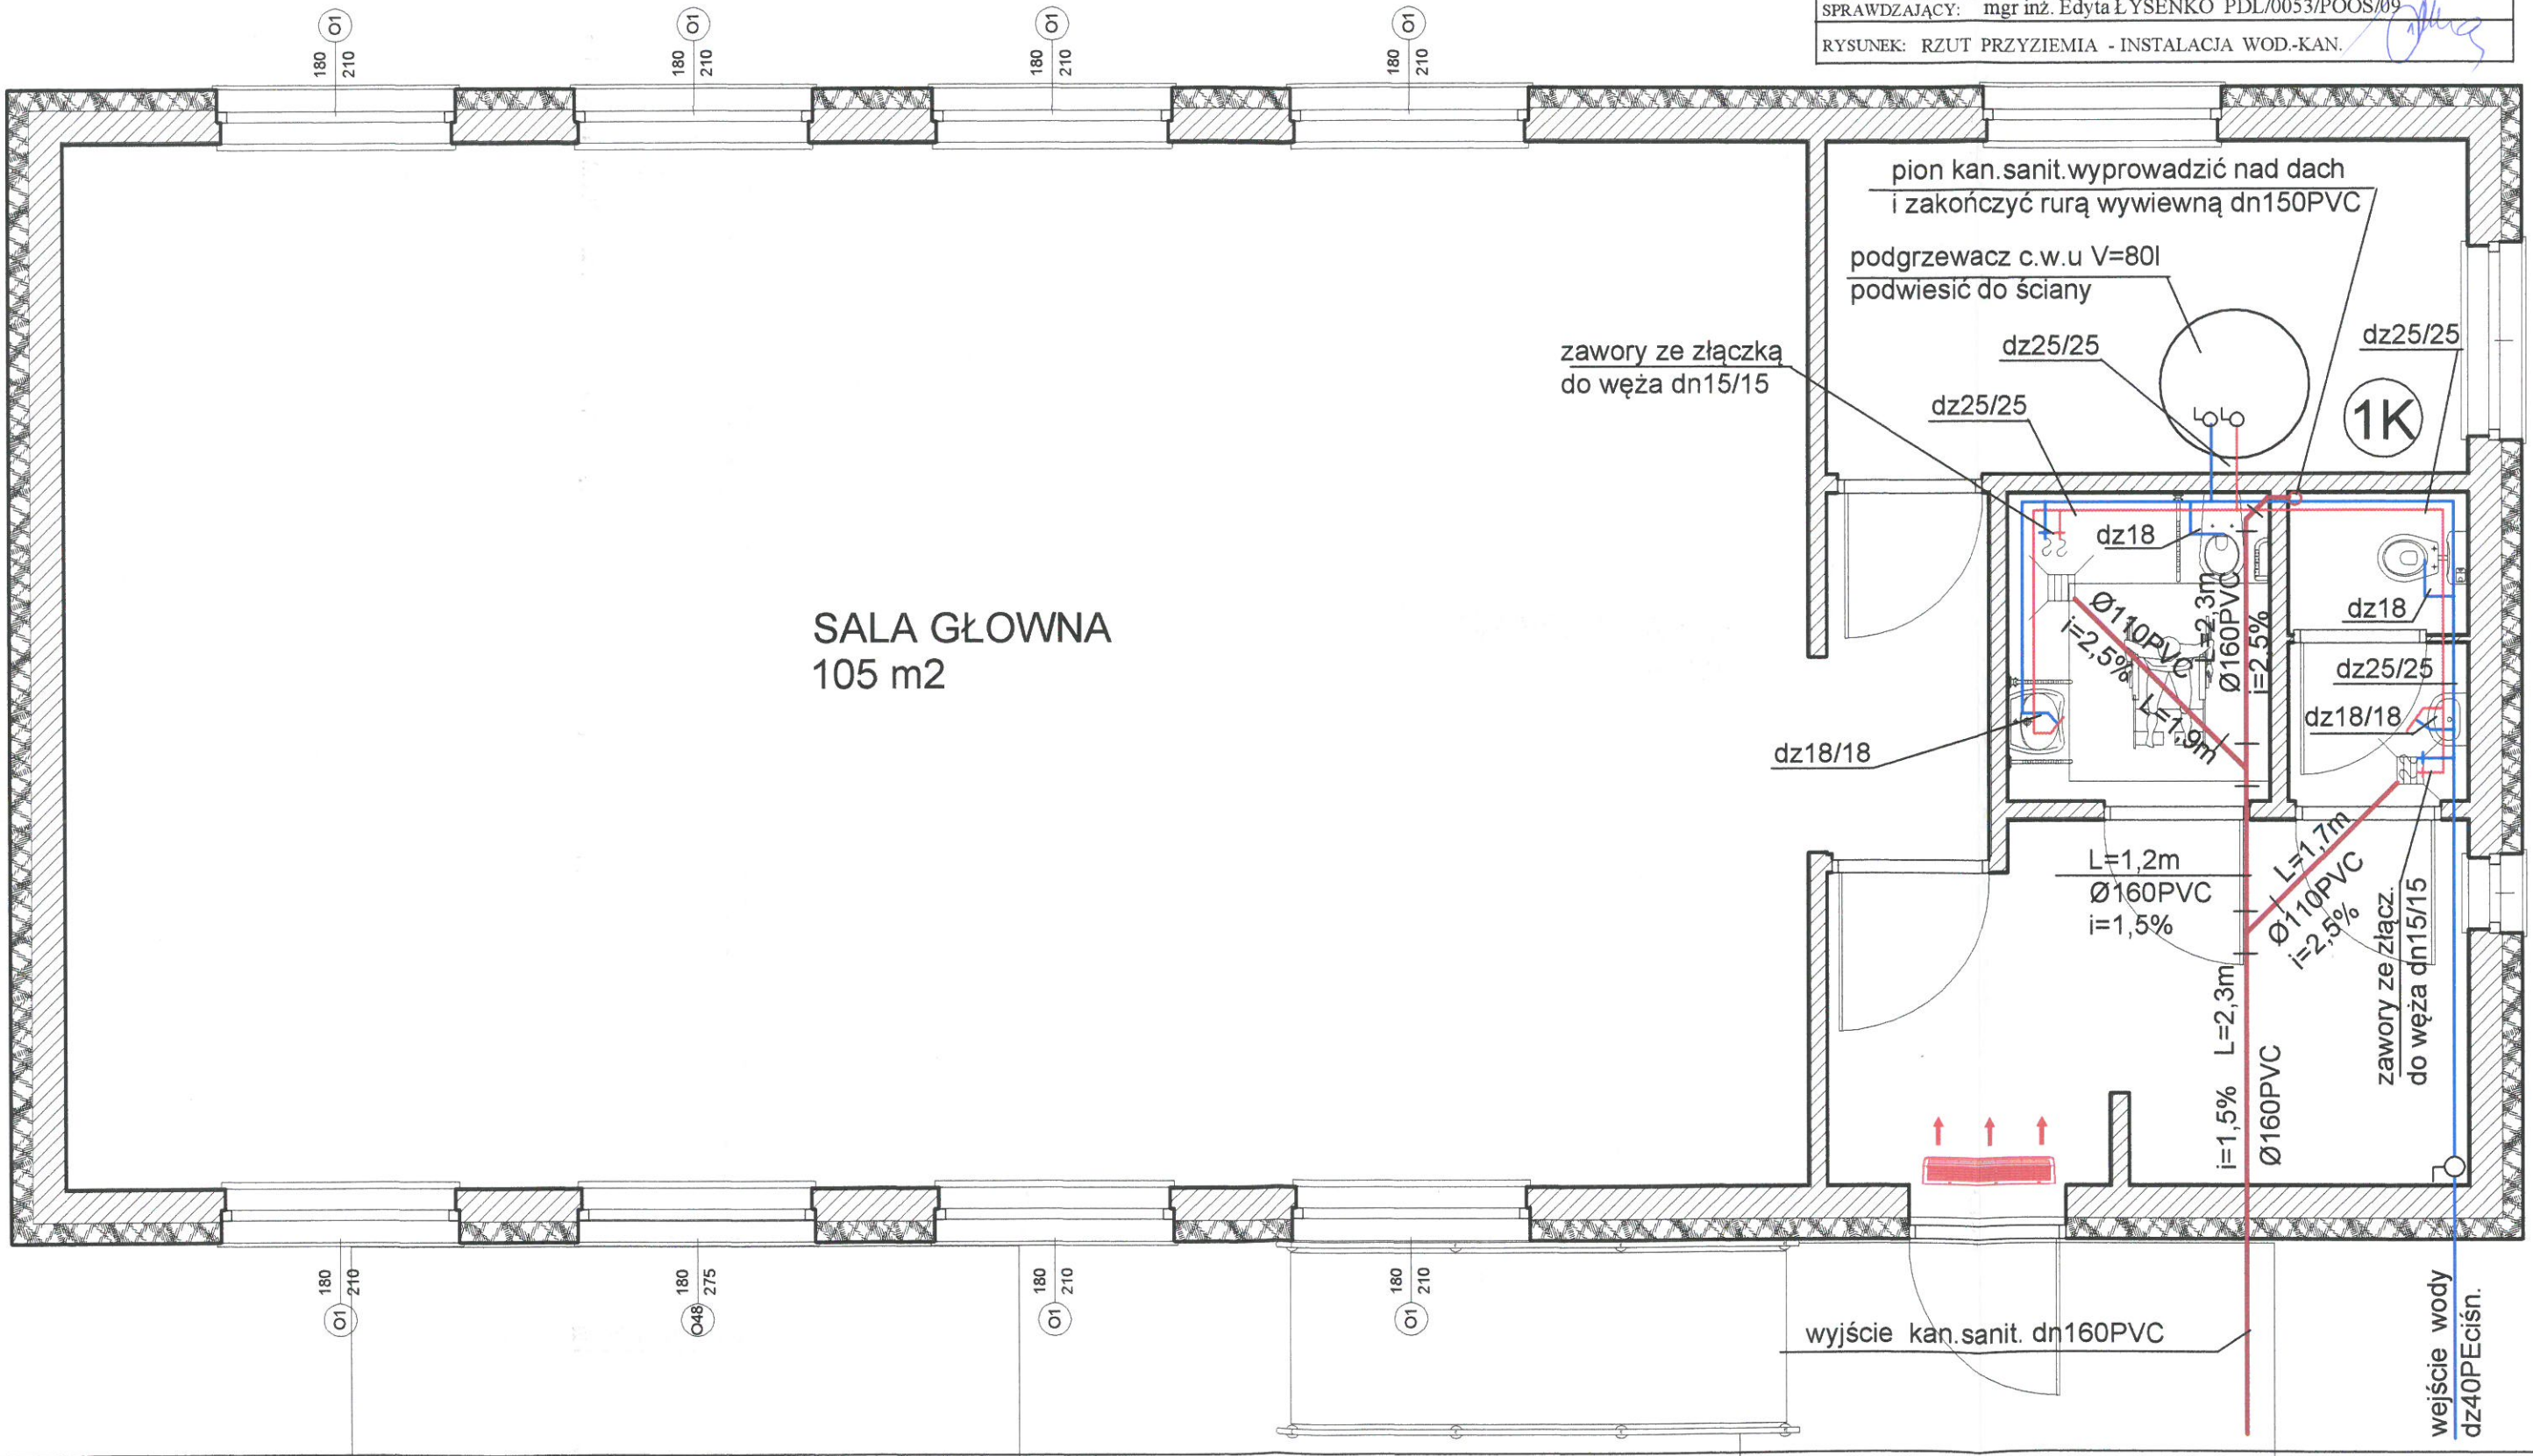 SPRAWDZAJĄCY: mgr inż. Edyta ŁYSENKO PDL/0053/POOS/09
RYSUNEK: RZUT PRZYZIEMIA - INSTALACJA WOD.-KAN.
O1
180
210
O1
180
210
O1
180
210
O1
180
210
pion kan.sanit.wyprowadzić nad dach
i zakończyć rurą wywiewną dn150PVC
podgrzewacz c.w.u V=80l
podwiesić do ściany
zawory ze złączką
do węża dn15/15
dz25/25
dz25/25
dz25/25
1K
dz18
dz18
Ø110PVC
i=2,5%
L=1,9m
L=2,3m
Ø160PVC
i=2,5%
SALA GŁOWNA
105 m2
dz25/25
dz18/18
dz18/18
L=1,2m
Ø160PVC
i=1,5%
L=1,7m
Ø110PVC
i=2,5%
zawory ze złącz.
do węża dn15/15
i=1,5% L=2,3m
Ø160PVC
180
210
O1
180
275
O48
180
210
O1
180
210
O1
wyjście kan.sanit. dn160PVC
wejście wody
dz40PEciśn.